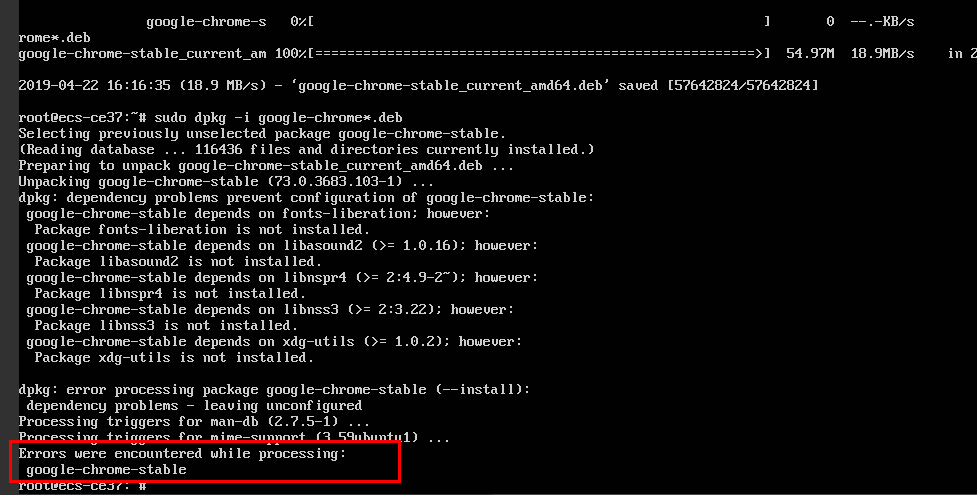 google-chrome-s 0%[ ] 0 --.-KB/s
rome*.deb
google-chrome-stable_current_am 100%[======================================================>] 54.97M 18.9MB/s in 2
2019-04-22 16:16:35 (18.9 MB/s) - ‘google-chrome-stable_current_amd64.deb’ saved [57642824/57642824]
root@ecs-ce37:~# sudo dpkg -i google-chrome*.deb
Selecting previously unselected package google-chrome-stable.
(Reading database ... 116436 files and directories currently installed.)
Preparing to unpack google-chrome-stable_current_amd64.deb ...
Unpacking google-chrome-stable (73.0.3683.103-1) ...
dpkg: dependency problems prevent configuration of google-chrome-stable:
google-chrome-stable depends on fonts-liberation; however:
Package fonts-liberation is not installed.
google-chrome-stable depends on libasound2 (>= 1.0.16); however:
Package libasound2 is not installed.
google-chrome-stable depends on libnspr4 (>= 2:4.9-2~); however:
Package libnspr4 is not installed.
google-chrome-stable depends on libnss3 (>= 2:3.22); however:
Package libnss3 is not installed.
google-chrome-stable depends on xdg-utils (>= 1.0.2); however:
Package xdg-utils is not installed.
dpkg: error processing package google-chrome-stable (--install):
dependency problems - leaving unconfigured
Processing triggers for man-db (2.7.5-1) ...
Processing triggers for mime-support (3.59ubuntu1) ...
Errors were encountered while processing:
google-chrome-stable
root@ecs-ce37: #